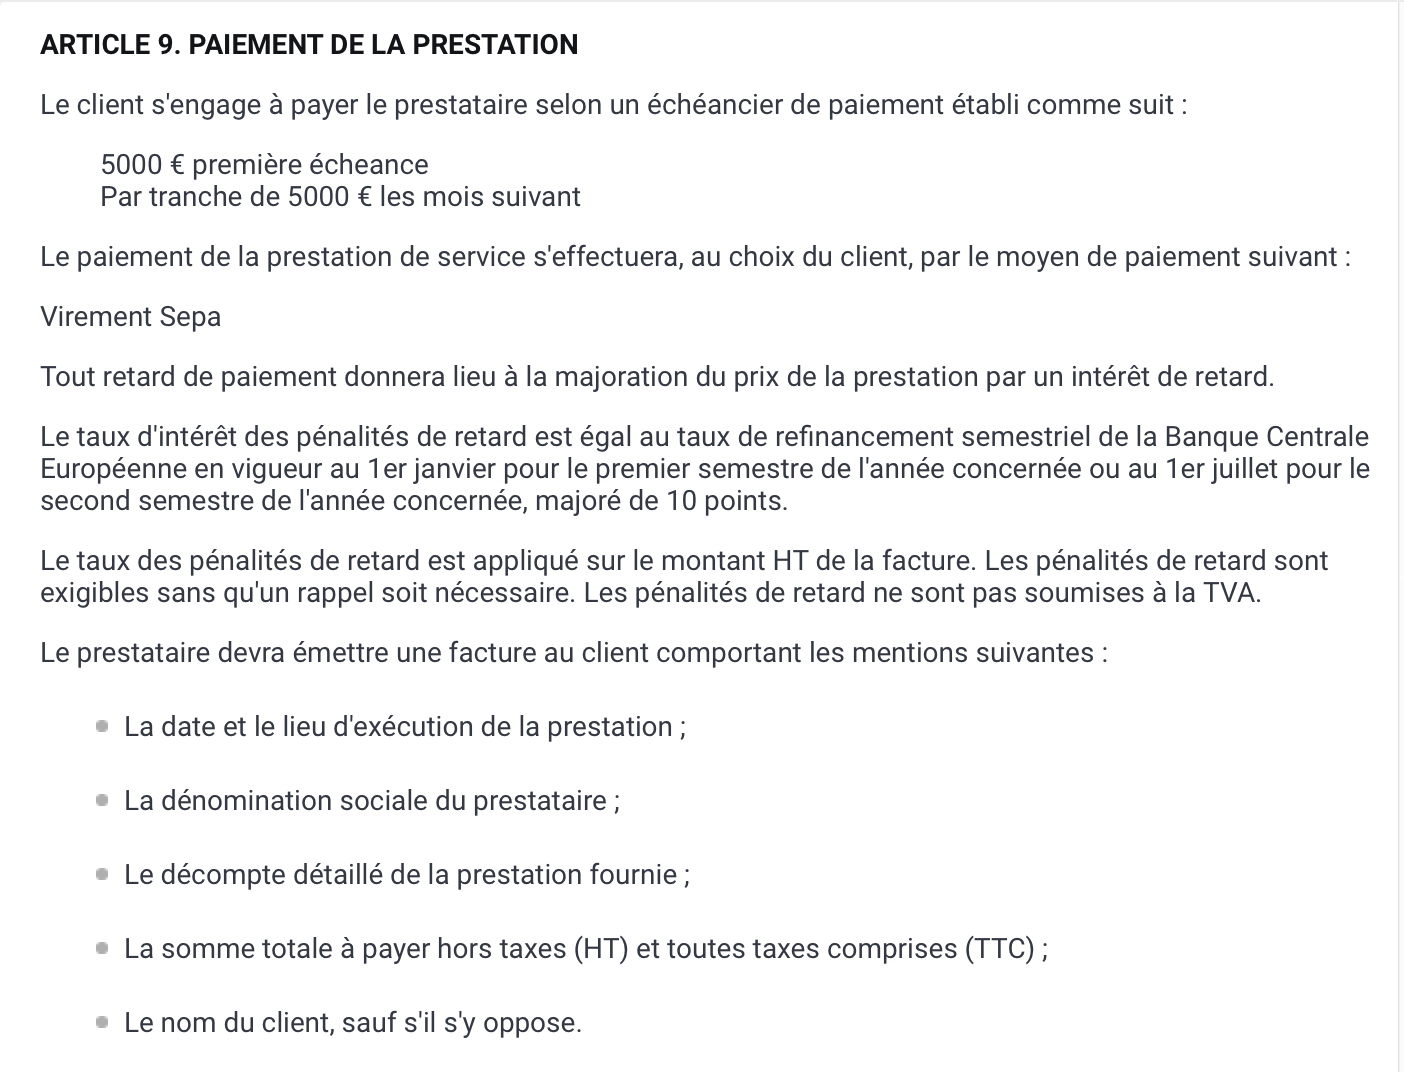 ARTICLE 9. PAIEMENT DE LA PRESTATION
Le client s'engage à payer le prestataire selon un échéancier de paiement établi comme suit :
5000 € première écheance
Par tranche de 5000 € les mois suivant
Le paiement de la prestation de service s'effectuera, au choix du client, par le moyen de paiement suivant :
Virement Sepa
Tout retard de paiement donnera lieu à la majoration du prix de la prestation par un intérêt de retard.
Le taux d'intérêt des pénalités de retard est égal au taux de refinancement semestriel de la Banque Centrale
Européenne en vigueur au 1er janvier pour le premier semestre de l'année concernée ou au 1er juillet pour le
second semestre de l'année concernée, majoré de 10 points.
Le taux des pénalités de retard est appliqué sur le montant HT de la facture. Les pénalités de retard sont
exigibles sans qu'un rappel soit nécessaire. Les pénalités de retard ne sont pas soumises à la TVA.
Le prestataire devra émettre une facture au client comportant les mentions suivantes :
La date et le lieu d'exécution de la prestation ;
La dénomination sociale du prestataire ;
Le décompte détaillé de la prestation fournie ;
La somme totale à payer hors taxes (HT) et toutes taxes comprises (TTC) ;
Le nom du client, sauf s'il s'y oppose.